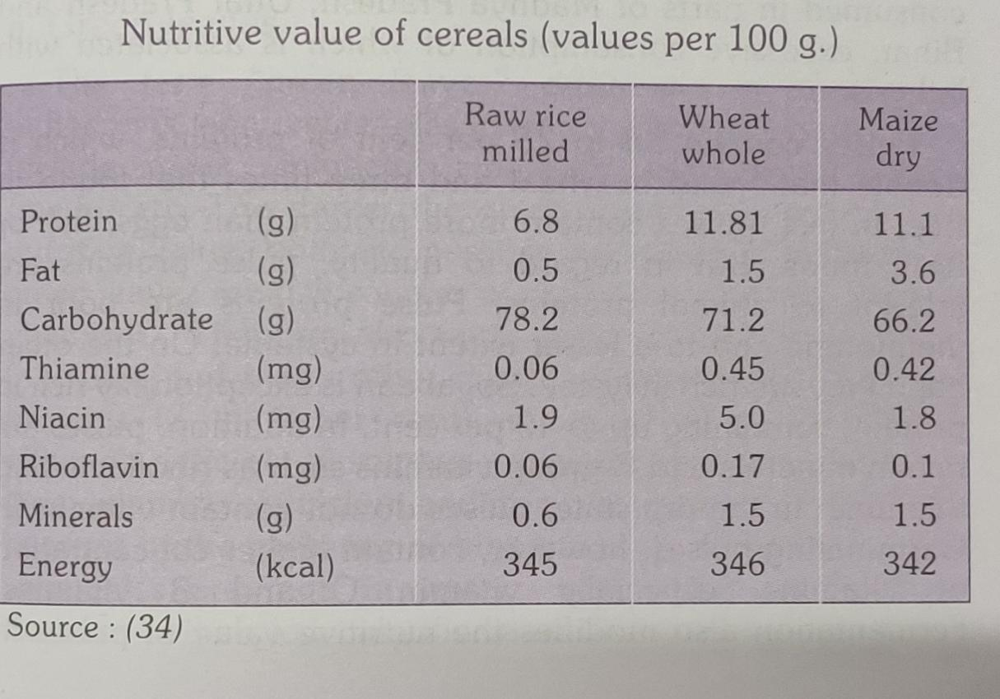 Nutritive value of cereals (values per 100 g.)
Raw rice milled Wheat whole Maize dry
Protein (g) 6.8 11.81 11.1
Fat (g) 0.5 1.5 3.6
Carbohydrate (g) 78.2 71.2 66.2
Thiamine (mg) 0.06 0.45 0.42
Niacin (mg) 1.9 5.0 1.8
Riboflavin (mg) 0.06 0.17 0.1
Minerals (g) 0.6 1.5 1.5
Energy (kcal) 345 346 342
Source : (34)